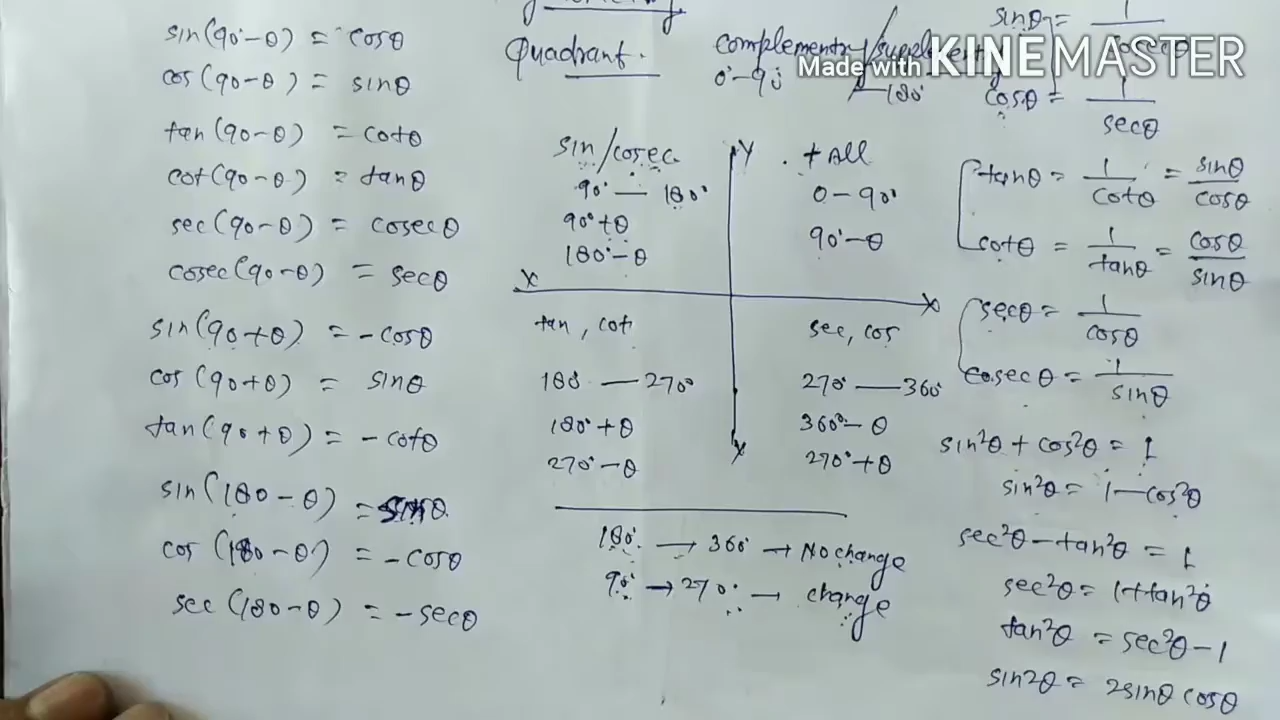 sin(90°-θ) = cosθ
cos(90-θ) = sinθ
tan(90-θ) = cotθ
cot(90-θ) = tanθ
sec(90-θ) = cosecθ
cosec(90-θ) = secθ
sin(90+θ) = -cosθ
cos(90+θ) = sinθ
tan(90+θ) = -cotθ
sin(180-θ) = sinθ
cos(180-θ) = -cosθ
sec(180-θ) = -secθ
Quadrant.
complementry/suplementry
0°-90°
-180°
Made with KINEMASTER
sin/cosec
90° — 180°
90°+θ
180°-θ
Y
+ All
0-90°
90°-θ
X
X
tan, cot
180 — 270°
180°+θ
270°-θ
sec, cos
270° — 360°
360°-θ
270°+θ
Y
180° → 360° → No change
90° → 270° → change
sinθ = 1/cosecθ
cosθ = 1/secθ
tanθ = 1/cotθ = sinθ/cosθ
cotθ = 1/tanθ = cosθ/sinθ
secθ = 1/cosθ
cosecθ = 1/sinθ
sin²θ + cos²θ = 1
sin²θ = 1-cos²θ
sec²θ-tan²θ = 1
sec²θ = 1+tan²θ
tan²θ = sec²θ-1
sin2θ = 2sinθ cosθ